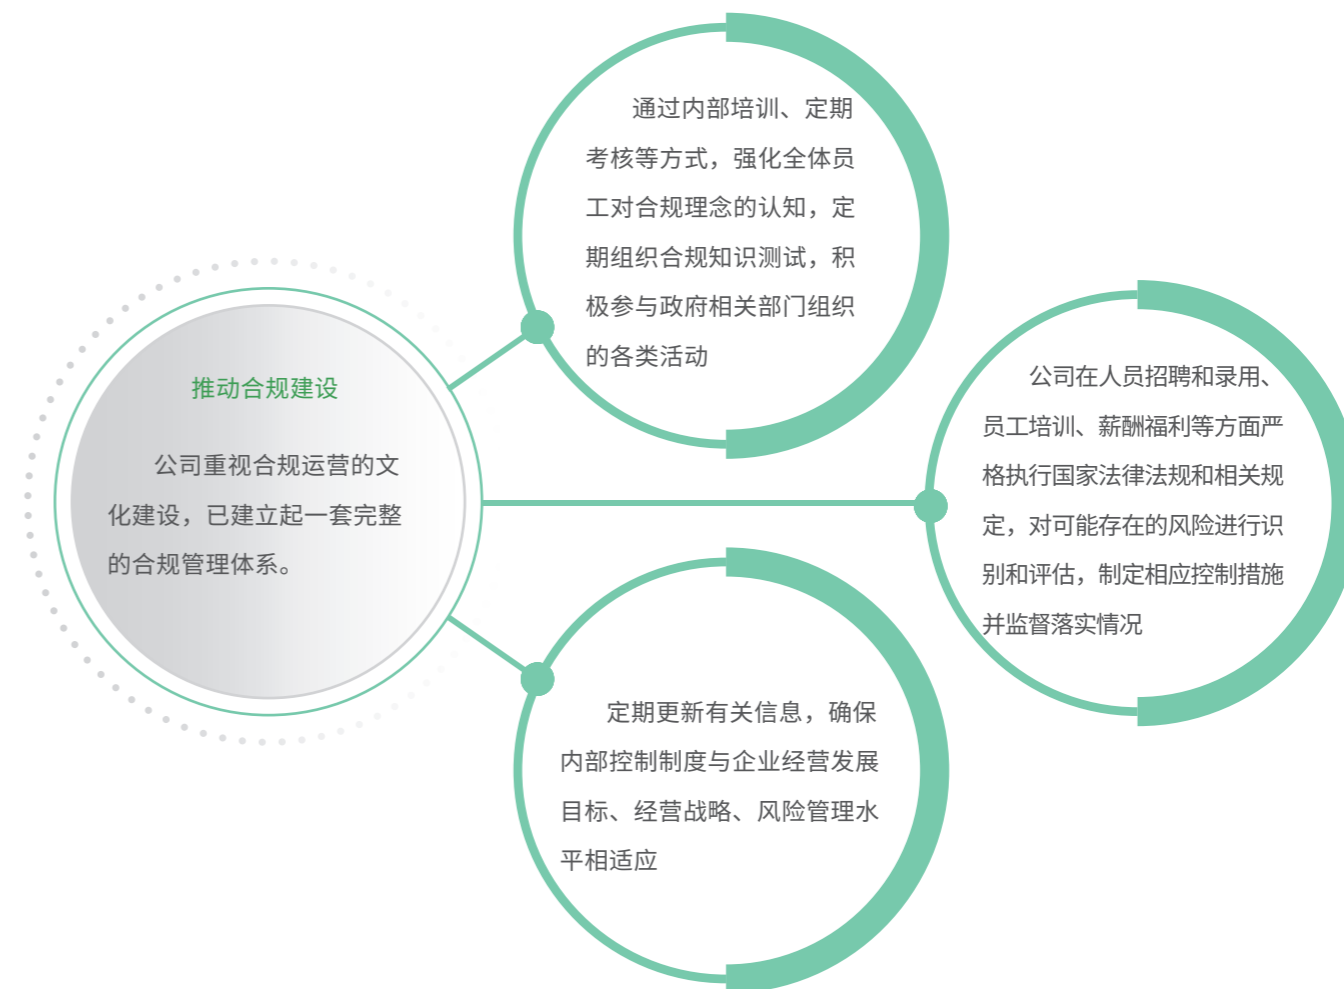 推动合规建设
公司重视合规运营的文
化建设，已建立起一套完整
的合规管理体系。
通过内部培训、定期
考核等方式，强化全体员
工对合规理念的认知，定
期组织合规知识测试，积
极参与政府相关部门组织
的各类活动
公司在人员招聘和录用、
员工培训、薪酬福利等方面严
格执行国家法律法规和相关规
定，对可能存在的风险进行识
别和评估，制定相应控制措施
并监督落实情况
定期更新有关信息，确保
内部控制制度与企业经营发展
目标、经营战略、风险管理水
平相适应